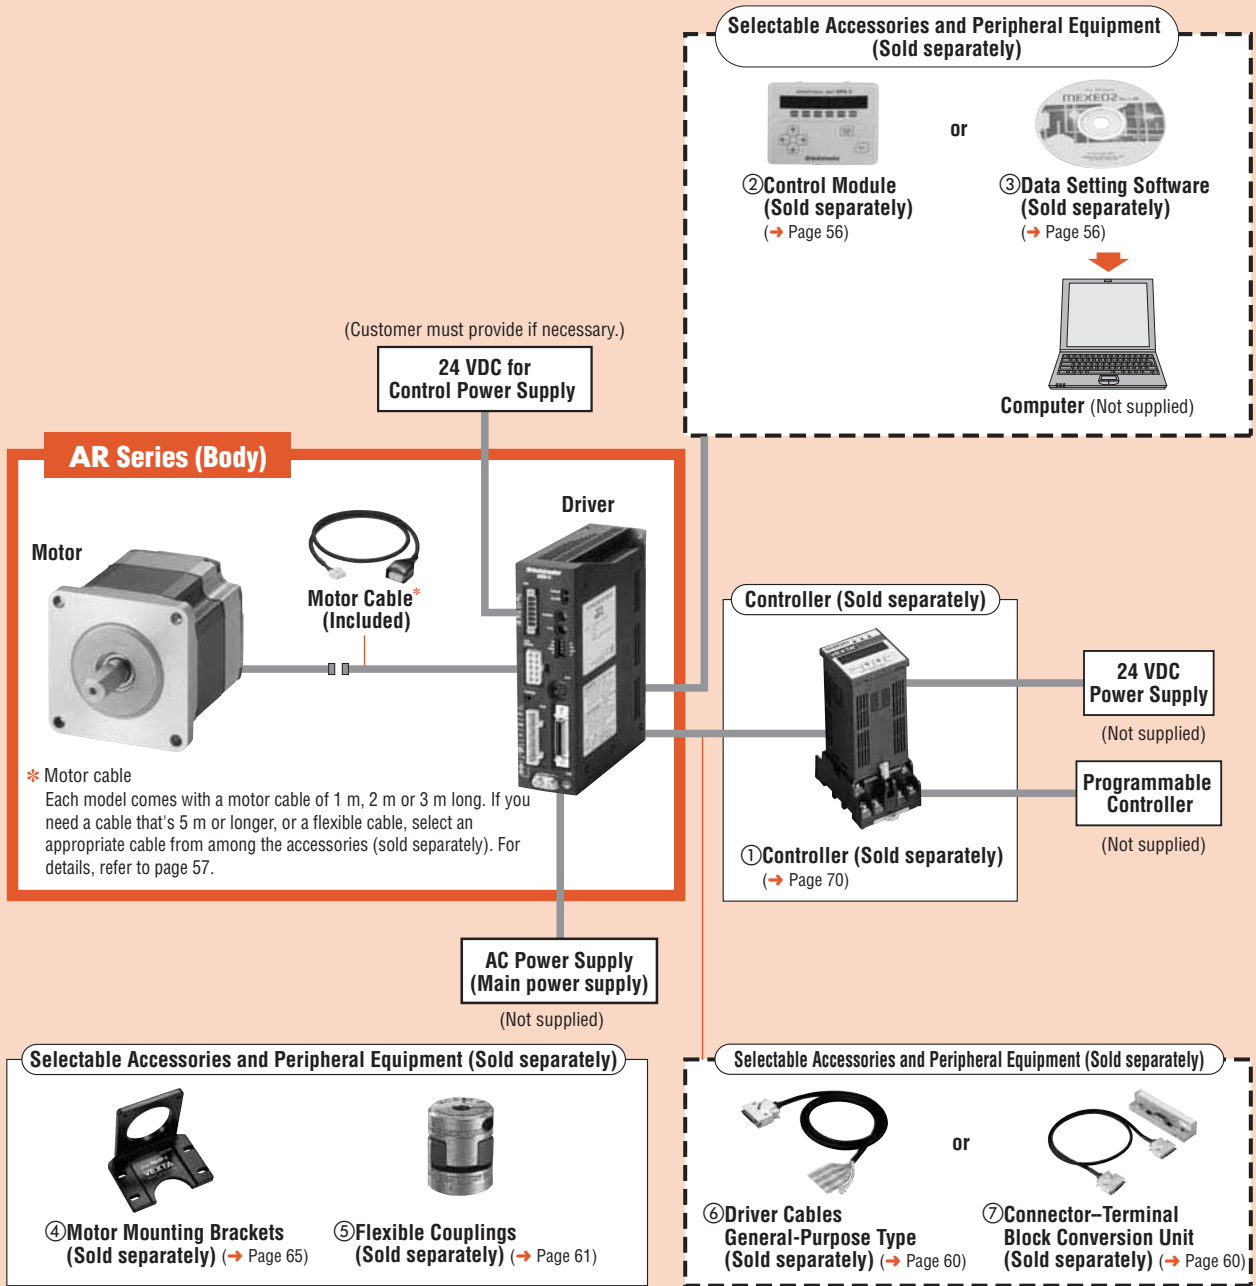 Selectable Accessories and Peripheral Equipment
(Sold separately)
MEXE02
or
②Control Module
(Sold separately)
(➜ Page 56)
③Data Setting Software
(Sold separately)
(➜ Page 56)
Computer (Not supplied)
(Customer must provide if necessary.)
24 VDC for
Control Power Supply
AR Series (Body)
Motor
Motor Cable*
(Included)
Driver
* Motor cable
Each model comes with a motor cable of 1 m, 2 m or 3 m long. If you
need a cable that's 5 m or longer, or a flexible cable, select an
appropriate cable from among the accessories (sold separately). For
details, refer to page 57.
Controller (Sold separately)
VEXTA
①Controller (Sold separately)
(➜ Page 70)
24 VDC
Power Supply
(Not supplied)
Programmable
Controller
(Not supplied)
AC Power Supply
(Main power supply)
(Not supplied)
Selectable Accessories and Peripheral Equipment (Sold separately)
VEXTA
④Motor Mounting Brackets
(Sold separately) (➜ Page 65)
⑤Flexible Couplings
(Sold separately) (➜ Page 61)
Selectable Accessories and Peripheral Equipment (Sold separately)
or
⑥Driver Cables
General-Purpose Type
(Sold separately) (➜ Page 60)
⑦Connector–Terminal
Block Conversion Unit
(Sold separately) (➜ Page 60)